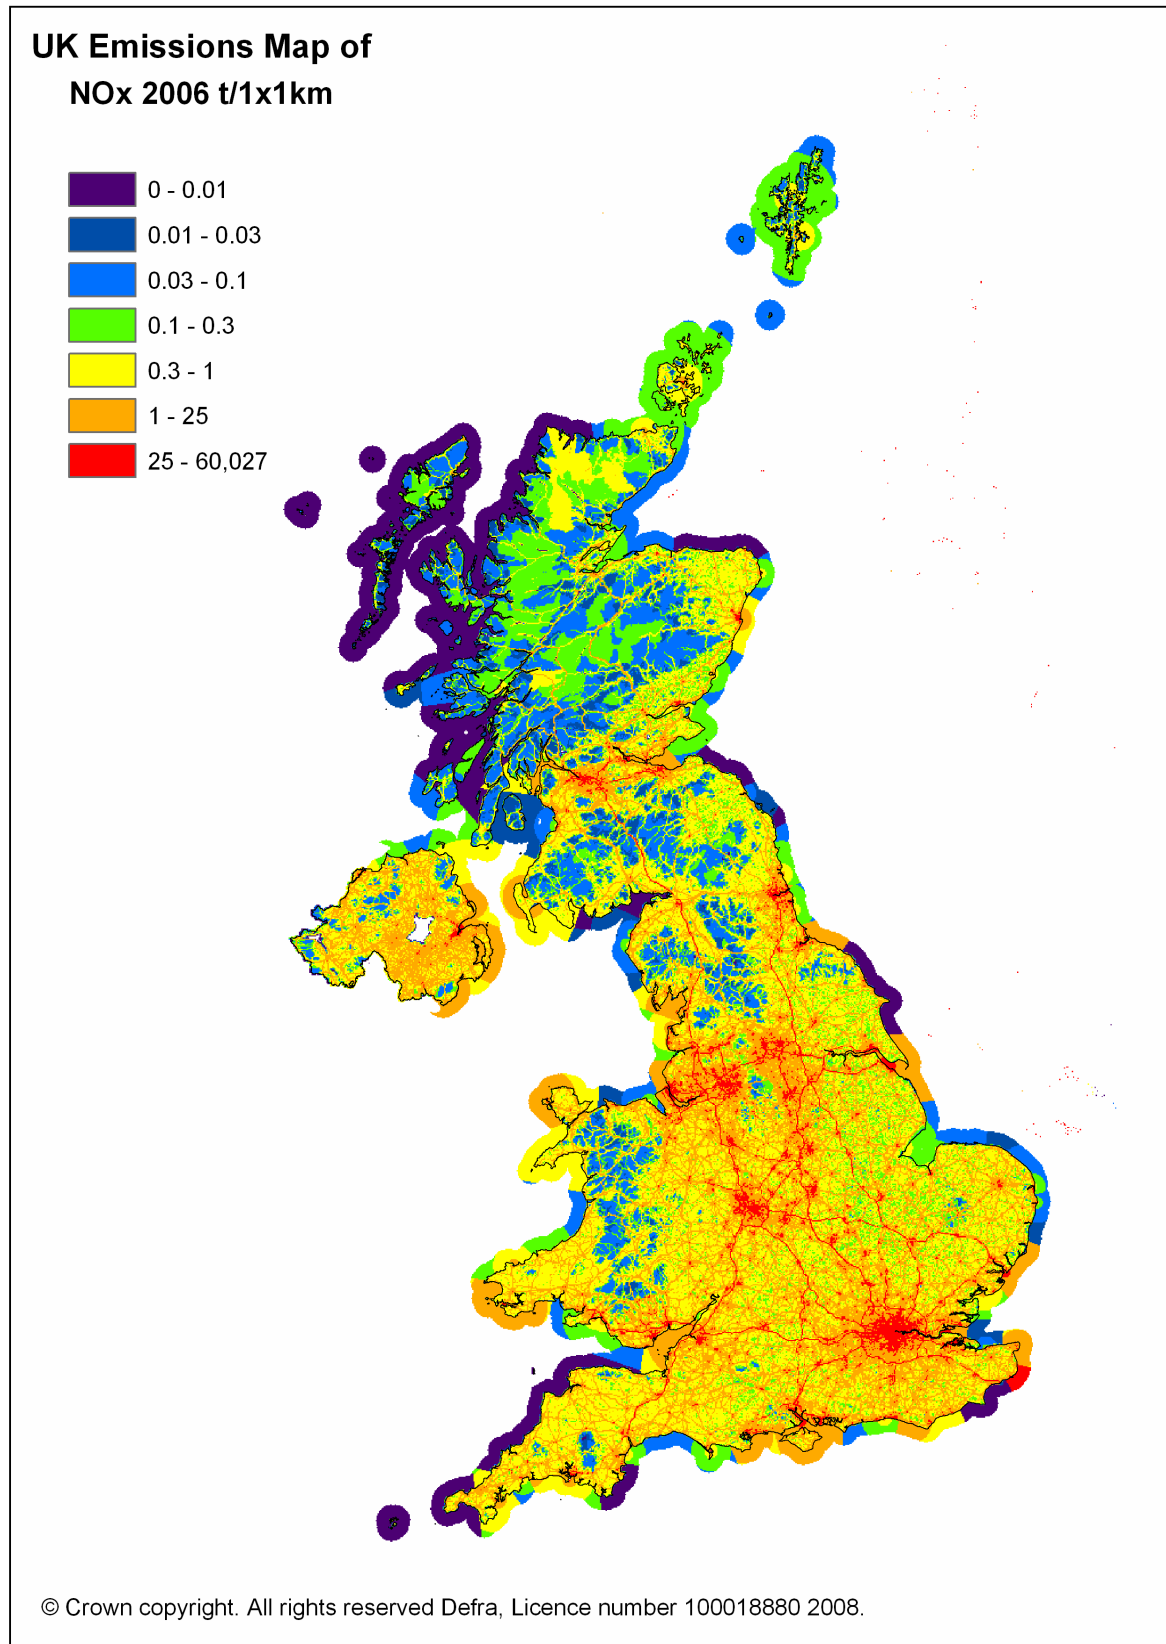 UK Emissions Map of
NOx 2006 t/1x1km
0 - 0.01
0.01 - 0.03
0.03 - 0.1
0.1 - 0.3
0.3 - 1
1 - 25
25 - 60,027
© Crown copyright. All rights reserved Defra, Licence number 100018880 2008.